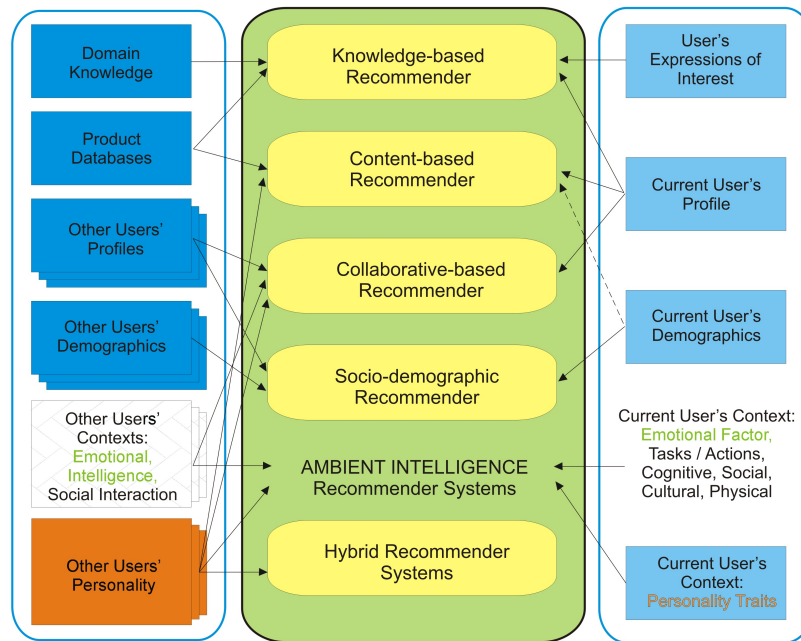 Domain
Knowledge
Product
Databases
Other Users'
Profiles
Other Users'
Demographics
Other Users'
Contexts:
Emotional,
Intelligence,
Social Interaction
Other Users'
Personality
Knowledge-based
Recommender
Content-based
Recommender
Collaborative-based
Recommender
Socio-demographic
Recommender
AMBIENT INTELLIGENCE
Recommender Systems
Hybrid Recommender
Systems
User's
Expressions of
Interest
Current User's
Profile
Current User's
Demographics
Current User's Context:
Emotional Factor,
Tasks / Actions,
Cognitive, Social,
Cultural, Physical
Current User's
Context:
Personality Traits